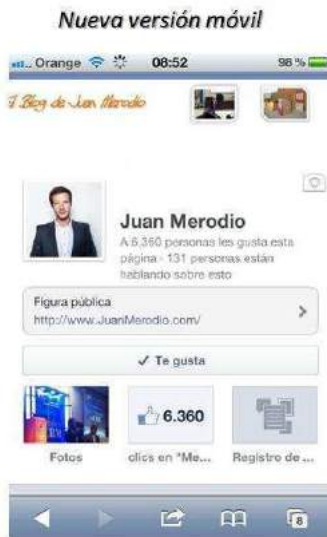 Nueva versión móvil
Orange 08:52 98 %
El Blog de Juan Merodio
Juan Merodio
A 6.360 personas les gusta esta
página · 131 personas están
hablando sobre esto
Figura pública
http://www.JuanMerodio.com/
✓ Te gusta
6.360
Fotos clics en "Me... Registro de ...
8